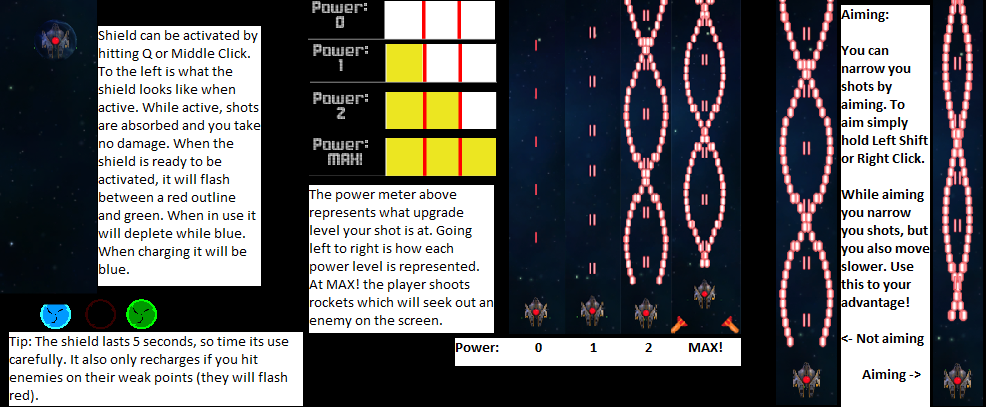 Shield can be activated by
hitting Q or Middle Click.
To the left is what the
shield looks like when
active. While active, shots
are absorbed and you take
no damage. When the
shield is ready to be
activated, it will flash
between a red outline
and green. When in use it
will deplete while blue.
When charging it will be
blue.
Tip: The shield lasts 5 seconds, so time its use
carefully. It also only recharges if you hit
enemies on their weak points (they will flash
red).
Power:
0
Power:
1
Power:
2
Power:
MAX!
The power meter above
represents what upgrade
level your shot is at. Going
left to right is how each
power level is represented.
At MAX! the player shoots
rockets which will seek out an
enemy on the screen.
Power: 0 1 2 MAX!
Aiming:
You can
narrow you
shots by
aiming. To
aim simply
hold Left Shift
or Right Click.
While aiming
you narrow
you shots, but
you also move
slower. Use
this to your
advantage!
<- Not aiming
Aiming ->